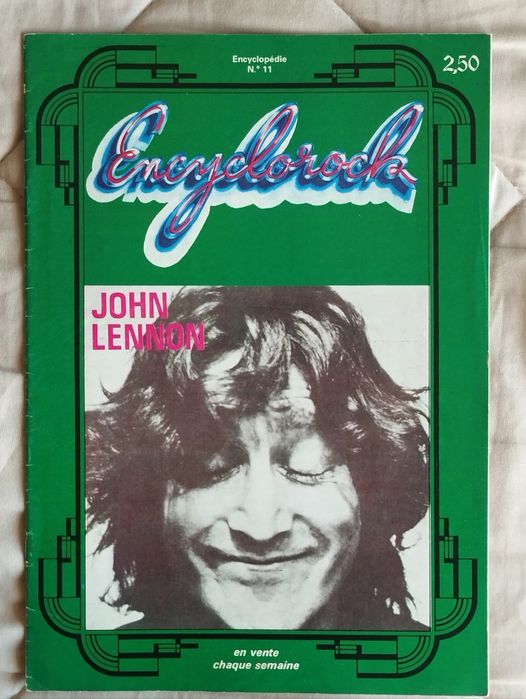 Encyclopédie
N.° 11
2,50
Encyclorock
JOHN
LENNON
en vente
chaque semaine